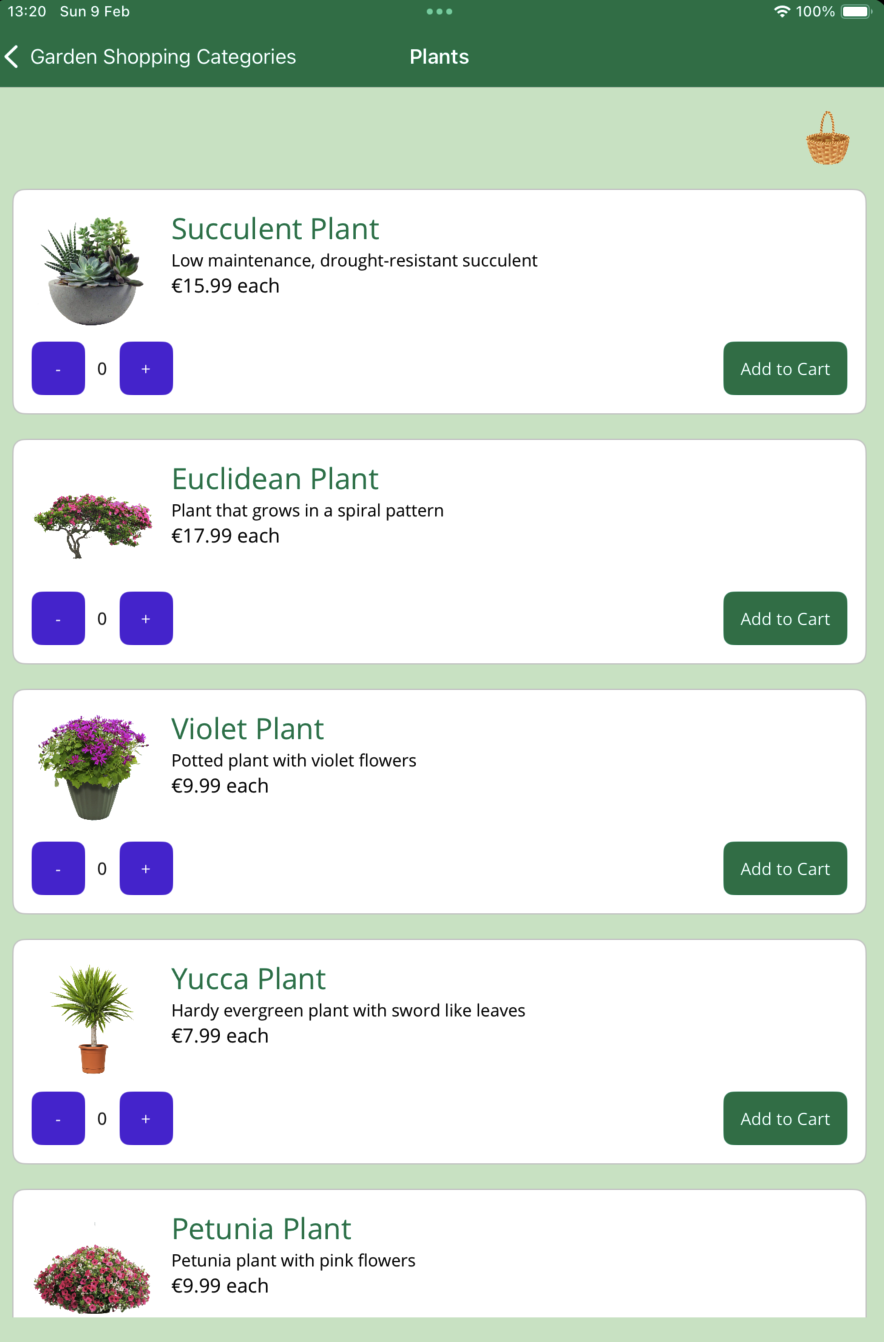 13:20 Sun 9 Feb 100%
Garden Shopping Categories Plants
Succulent Plant
Low maintenance, drought-resistant succulent
€15.99 each
- 0 + Add to Cart
Euclidean Plant
Plant that grows in a spiral pattern
€17.99 each
- 0 + Add to Cart
Violet Plant
Potted plant with violet flowers
€9.99 each
- 0 + Add to Cart
Yucca Plant
Hardy evergreen plant with sword like leaves
€7.99 each
- 0 + Add to Cart
Petunia Plant
Petunia plant with pink flowers
€9.99 each